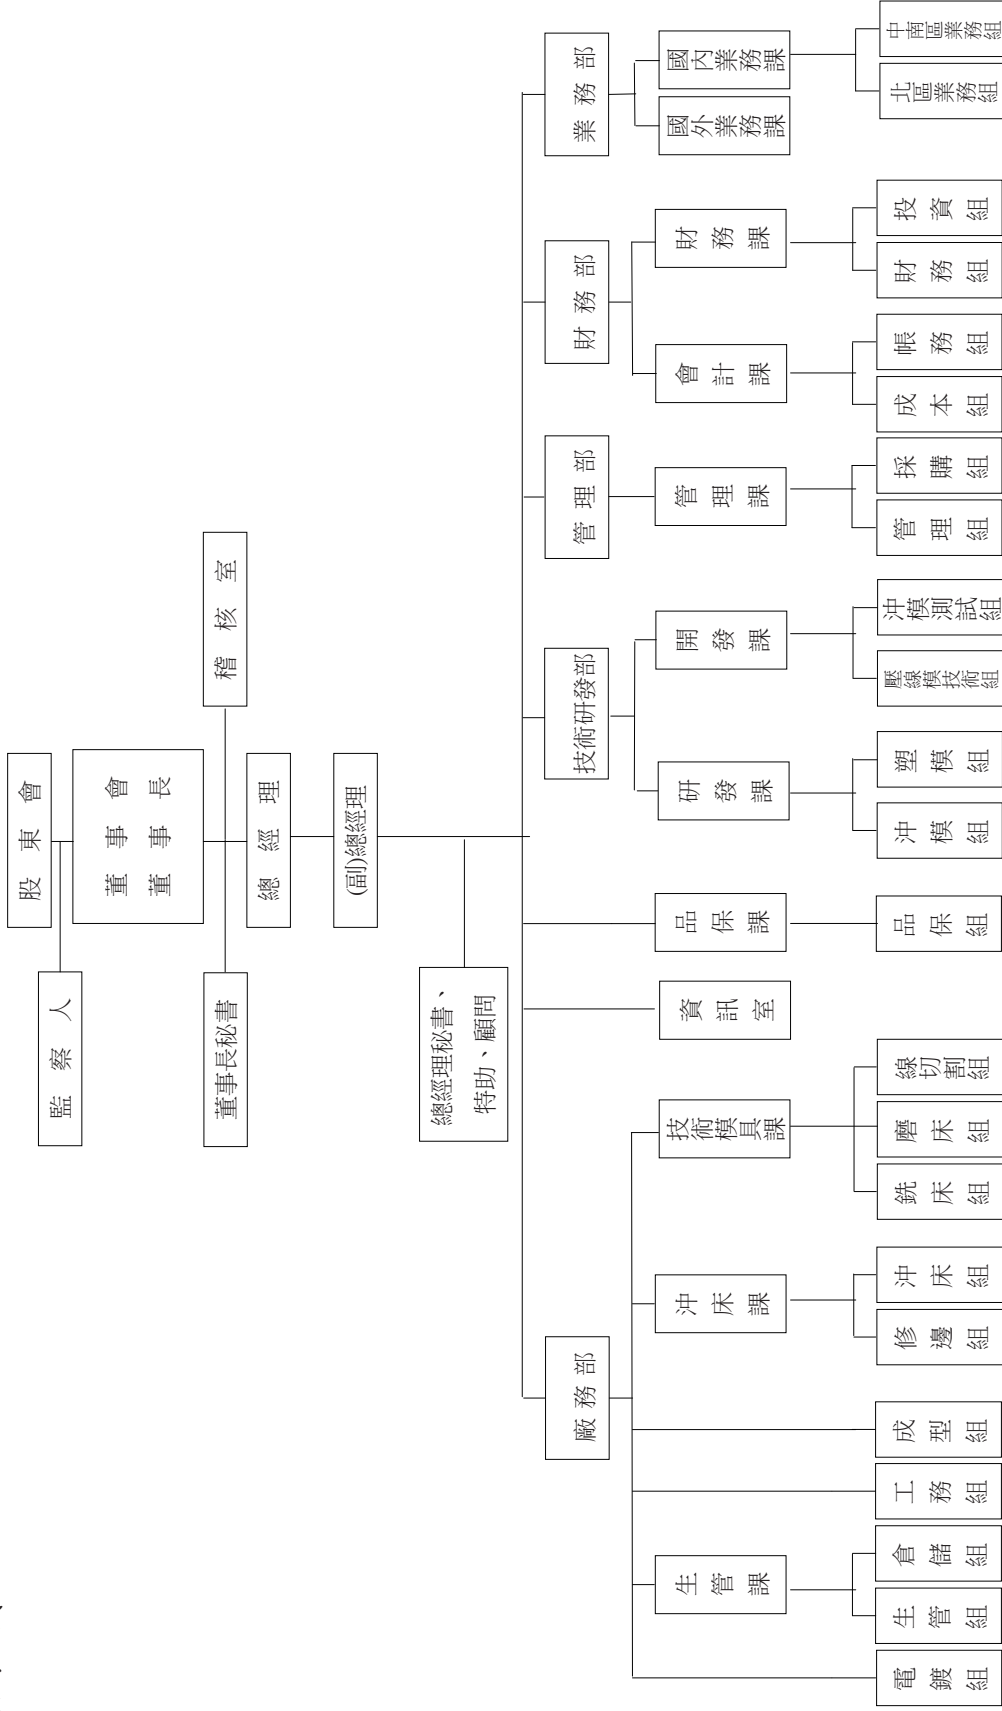 股東會
監察人
董事會
董事長
稽核室
董事長秘書
總經理
(副)總經理
總經理秘書、
特助、顧問
廠務部
技術研發部
管理部
財務部
業務部
技術模具課
沖床課
生管課
資訊室
品保課
研發課
開發課
管理課
會計課
財務課
國外業務課
國內業務課
電鍍組
生管組
倉儲組
工務組
成型組
修邊組
沖床組
銑床組
磨床組
線切割組
品保組
沖模組
塑模組
壓線模技術組
沖模測試組
管理組
採購組
成本組
帳務組
財務組
投資組
北區業務組
中南區業務組